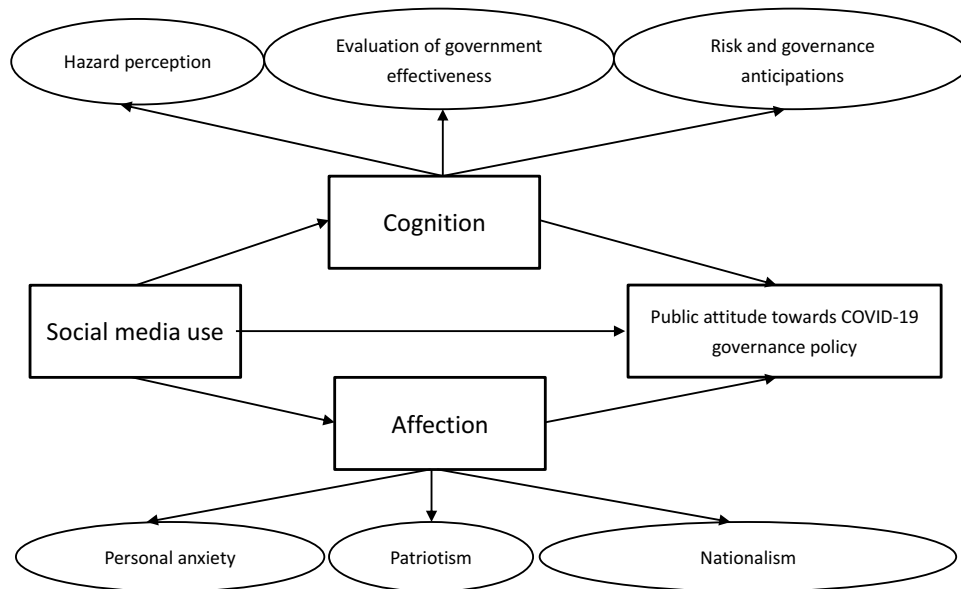 Hazard perception
Evaluation of government
effectiveness
Risk and governance
anticipations
Cognition
Social media use
Public attitude towards COVID-19
governance policy
Affection
Personal anxiety
Patriotism
Nationalism